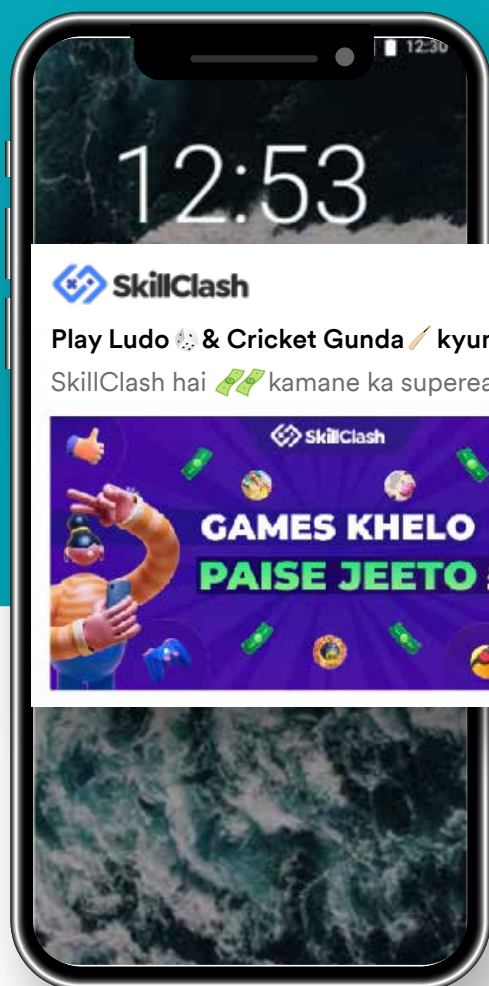 12:30
12:53
SkillClash
Play Ludo 🎲 & Cricket Gunda 🏏
SkillClash hai 💵💵 kamane ka
SkillClash
GAMES KHELO
PAISE JEETO